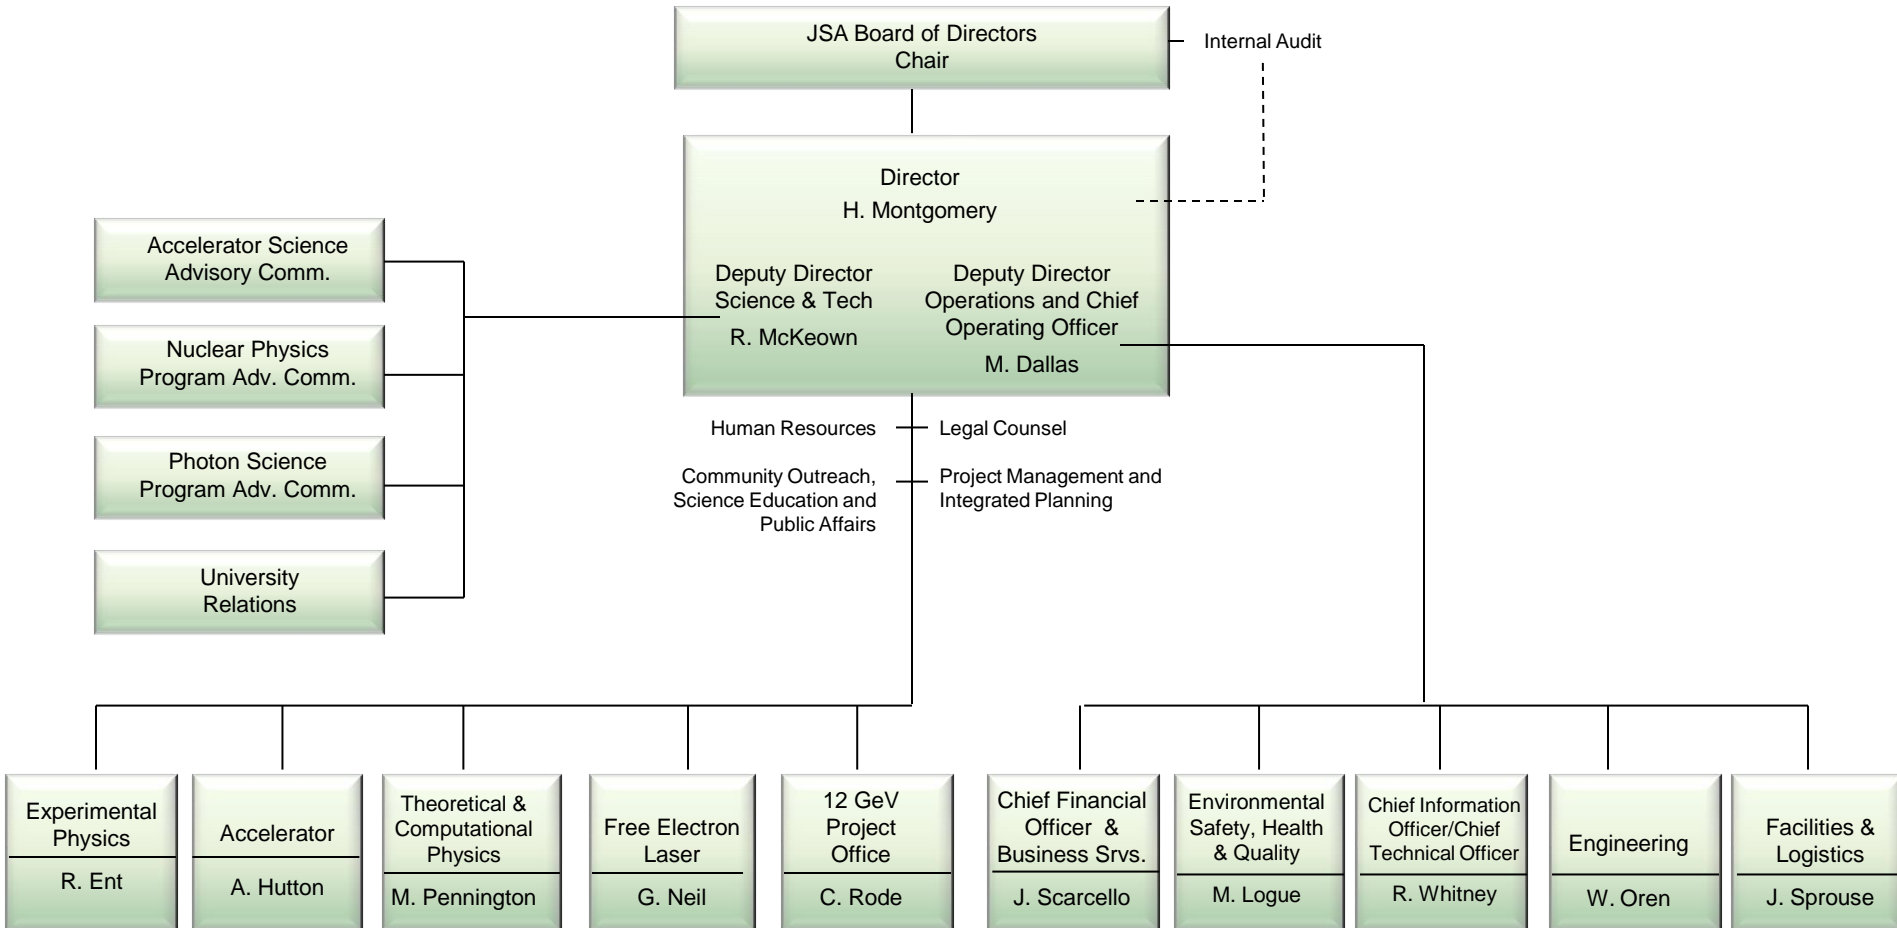 JSA Board of Directors
Chair
Internal Audit
Director
H. Montgomery
Deputy Director
Science & Tech
R. McKeown
Deputy Director
Operations and Chief
Operating Officer
M. Dallas
Accelerator Science
Advisory Comm.
Nuclear Physics
Program Adv. Comm.
Photon Science
Program Adv. Comm.
University
Relations
Human Resources
Legal Counsel
Community Outreach,
Science Education and
Public Affairs
Project Management and
Integrated Planning
Experimental
Physics
R. Ent
Accelerator
A. Hutton
Theoretical &
Computational
Physics
M. Pennington
Free Electron
Laser
G. Neil
12 GeV
Project
Office
C. Rode
Chief Financial
Officer &
Business Srvs.
J. Scarcello
Environmental
Safety, Health
& Quality
M. Logue
Chief Information
Officer/Chief
Technical Officer
R. Whitney
Engineering
W. Oren
Facilities &
Logistics
J. Sprouse